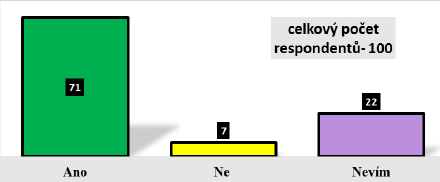 celkový počet
respondentů- 100
71
7
22
Ano
Ne
Nevím